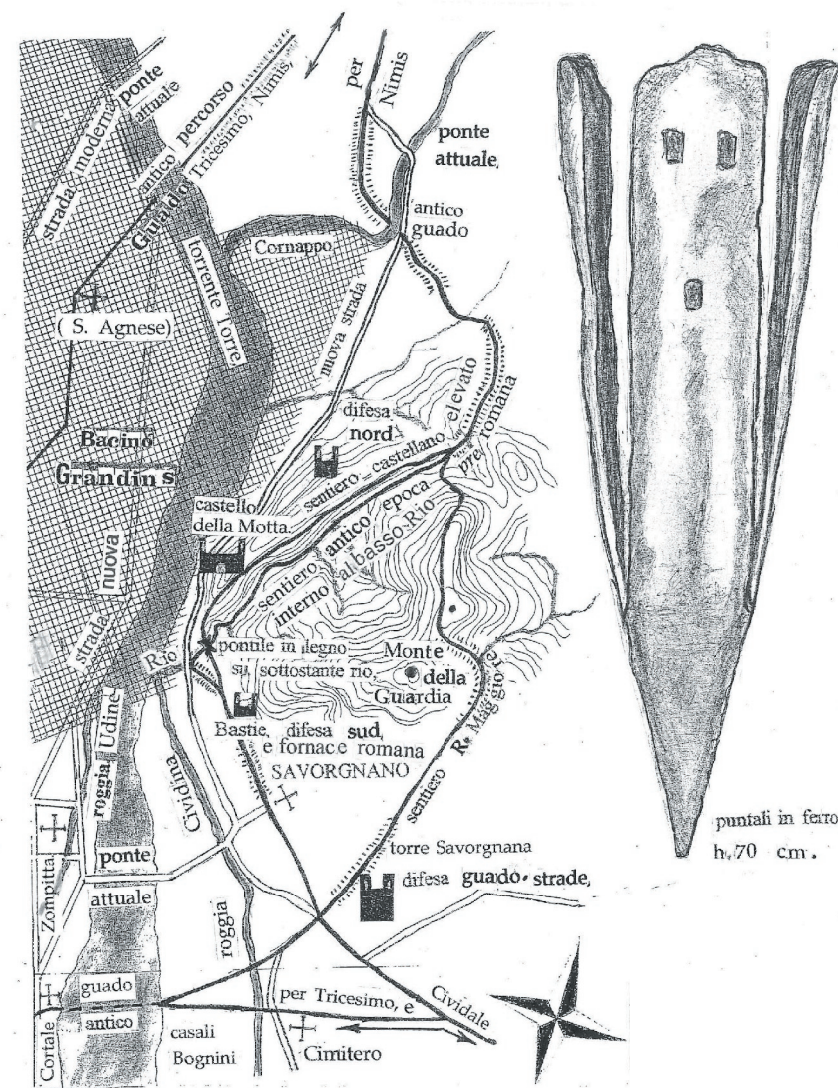 strada moderna
ponte
attuale
antico percorso
Guado Tricesimo, Nimis,
per
Nimis
ponte
attuale,
antico
guado
Cornappo
torrente Torre
( S. Agnese)
nuova strada
elevato
pre romana
difesa
nord
sentiero castellano
Bacino
Grandins
castello
della Motta.
sentiero antico epoca
interno al basso Rio
nuova
strada
Rio
pontile in legno
su sottostante rio,
Monte
della
Guardia
Bastie, difesa sud,
e fornace romana
SAVORGNANO
R. Maggiore
sentiero
roggia Udine
Cividina
roggia
Zompitta
ponte
attuale
torre Savorgnana
difesa guado. strade,
puntali in ferro
h. 70 cm.
guado
antico
per Tricesimo, e
Cividale
Cortale
casali
Bognini
Cimitero